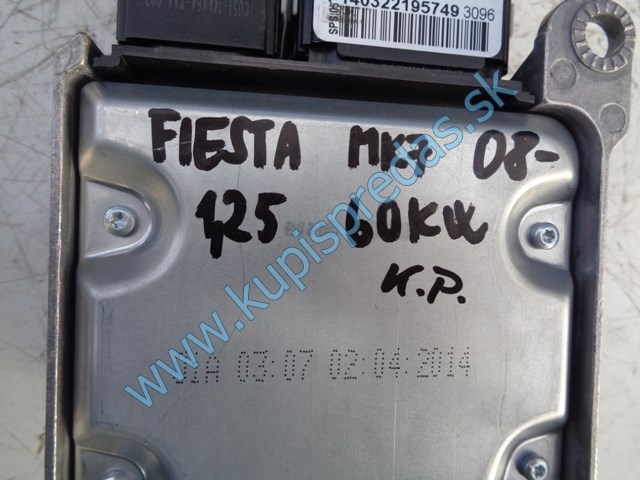 140322195749 3096
FIESTA MK7 08-
1,25 60KW
K.P.
03:07 02:04:2014
www.kupispredas.sk